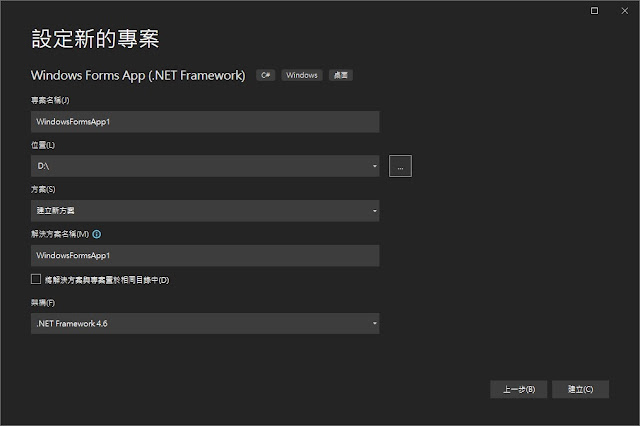 設定新的專案
Windows Forms App (.NET Framework) C# Windows 桌面
專案名稱(J)
WindowsFormsApp1
位置(L)
D:\
...
方案(S)
建立新方案
解決方案名稱(M)
WindowsFormsApp1
將解決方案與專案置於相同目錄中(D)
架構(F)
.NET Framework 4.6
上一步(B) 建立(C)